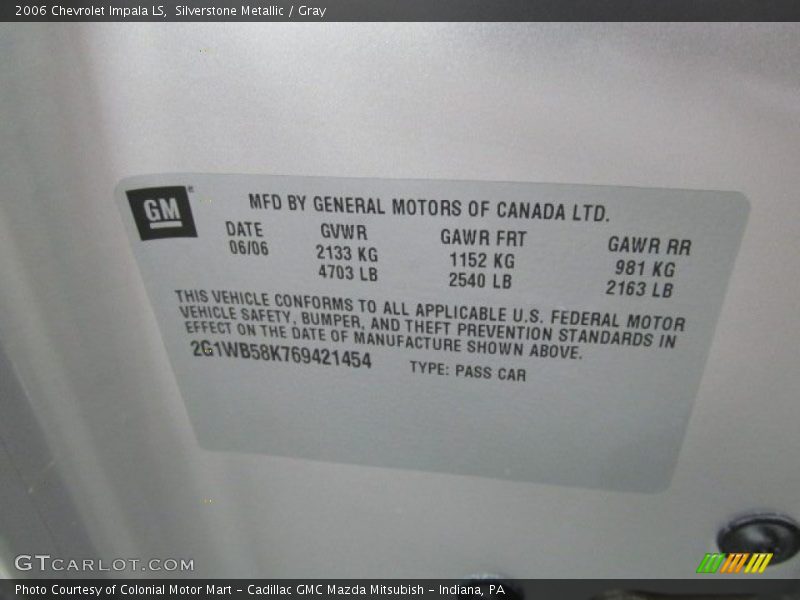 2006 Chevrolet Impala LS,  Silverstone Metallic / Gray
GM
MFD BY GENERAL MOTORS OF CANADA LTD.
DATE GVWR GAWR FRT GAWR RR
06/06 2133 KG 1152 KG 981 KG
4703 LB 2540 LB 2163 LB
THIS VEHICLE CONFORMS TO ALL APPLICABLE U.S. FEDERAL MOTOR
VEHICLE SAFETY, BUMPER, AND THEFT PREVENTION STANDARDS IN
EFFECT ON THE DATE OF MANUFACTURE SHOWN ABOVE.
2G1WB58K769421454 TYPE: PASS CAR
GTCARLOT.COM
Photo Courtesy of Colonial Motor Mart - Cadillac GMC Mazda Mitsubish - Indiana, PA